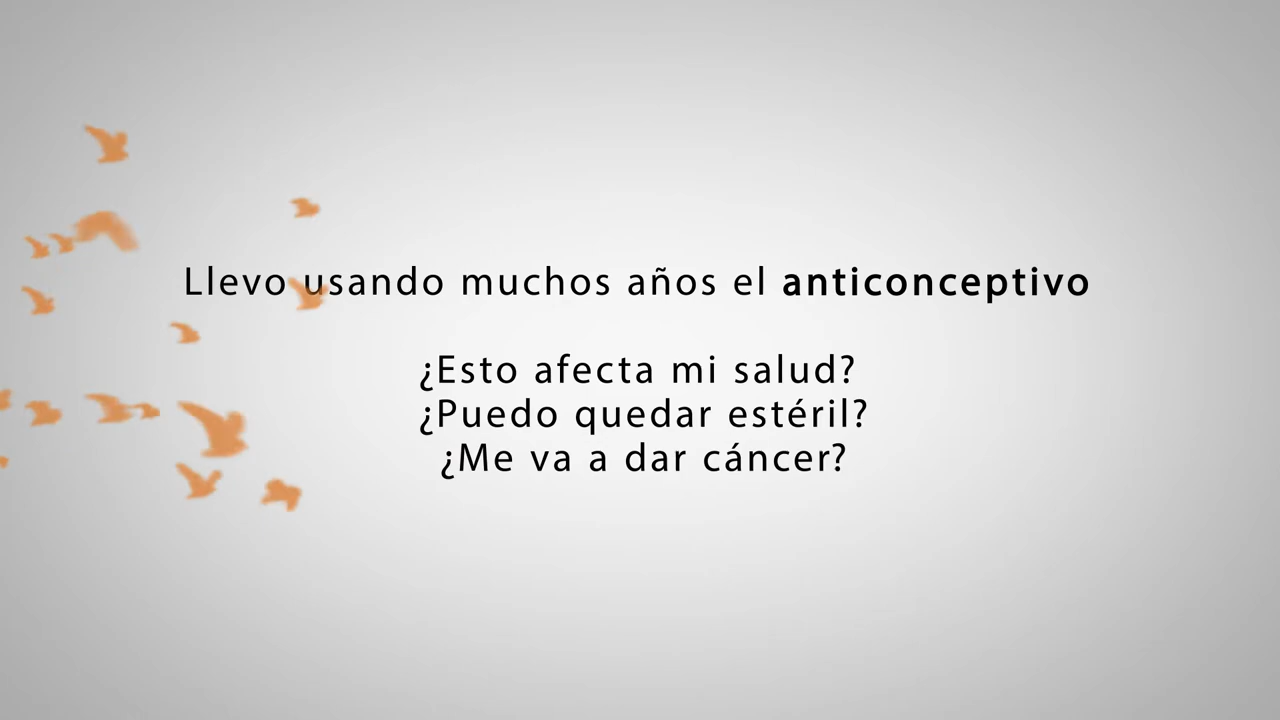 Llevo usando muchos años el anticonceptivo
¿Esto afecta mi salud?
¿Puedo quedar estéril?
¿Me va a dar cáncer?